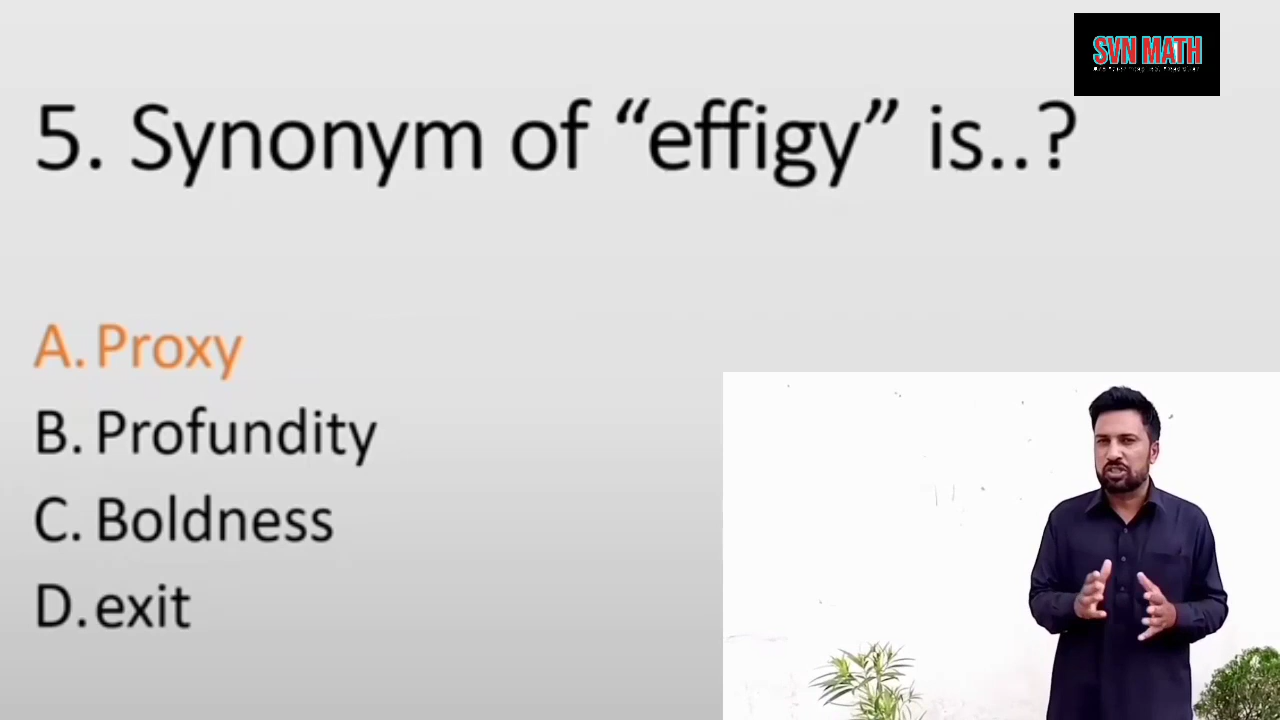 SVN MATH
5. Synonym of “effigy” is..?
A. Proxy
B. Profundity
C. Boldness
D. exit